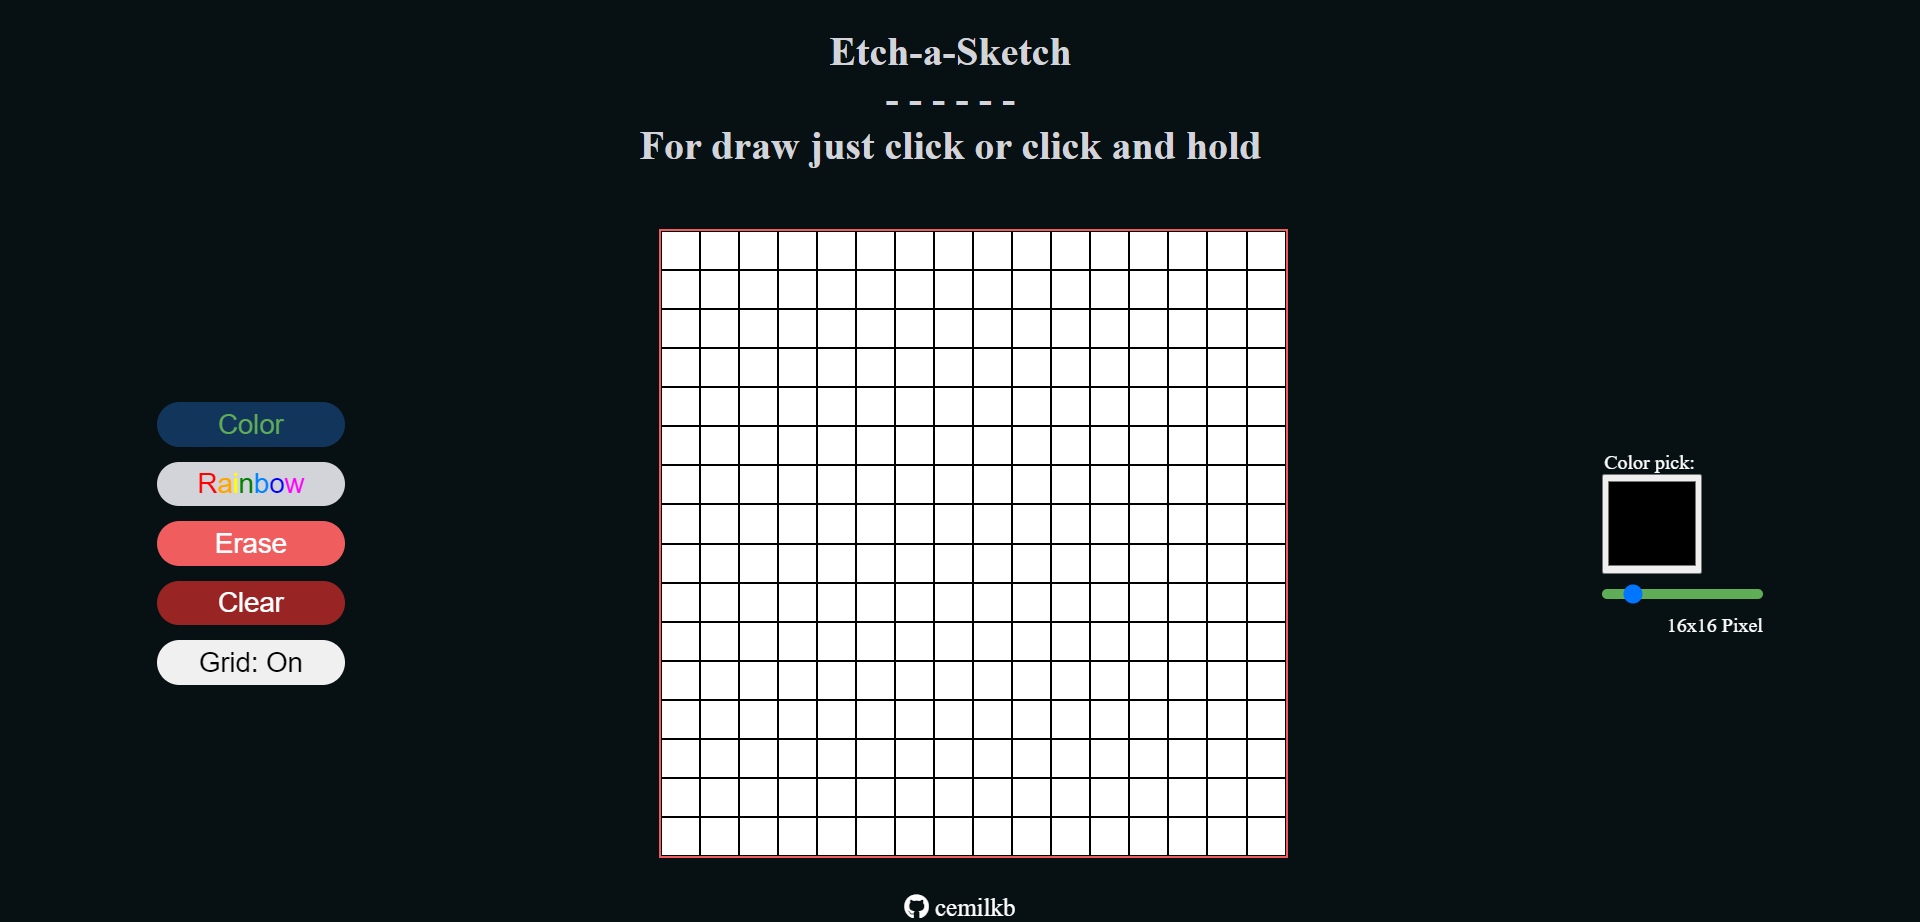 Etch-a-Sketch
- - - - - -
For draw just click or click and hold
Color
Rainbow
Erase
Clear
Grid: On
Color pick:
16x16 Pixel
cemilkb